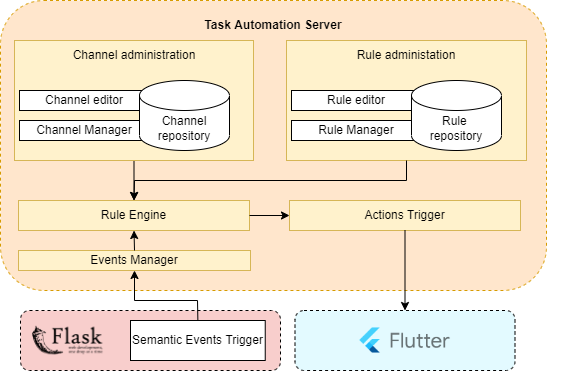 Task Automation Server
Channel administration
Rule administation
Channel editor
Channel Manager
Channel
repository
Rule editor
Rule Manager
Rule
repository
Rule Engine
Actions Trigger
Events Manager
Flask
web development,
one drop at a time
Semantic Events Trigger
Flutter